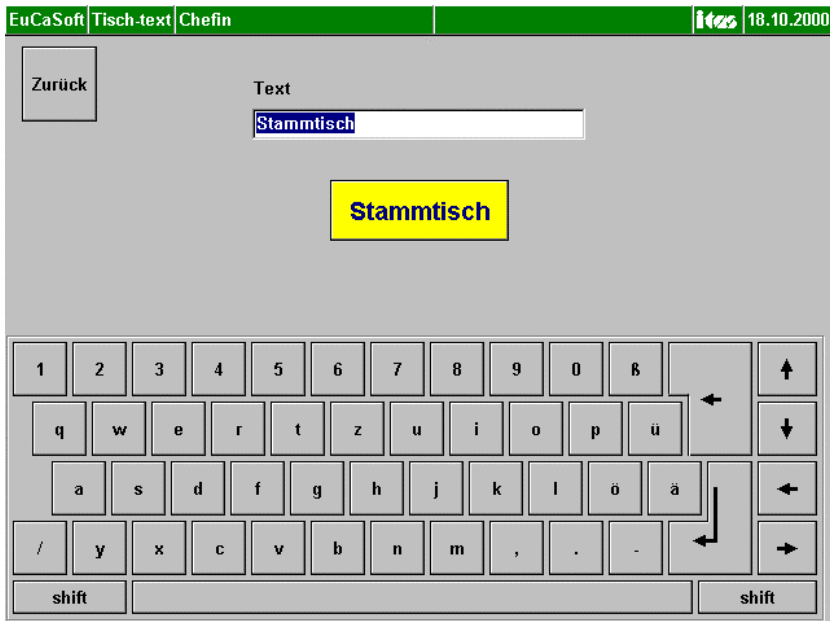 EuCaSoft Tisch-text Chefin ites 18.10.2000
Zurück
Text
Stammtisch
Stammtisch
1 2 3 4 5 6 7 8 9 0 ß
q w e r t z u i o p ü
a s d f g h j k l ö ä
/ y x c v b n m , . -
shift shift